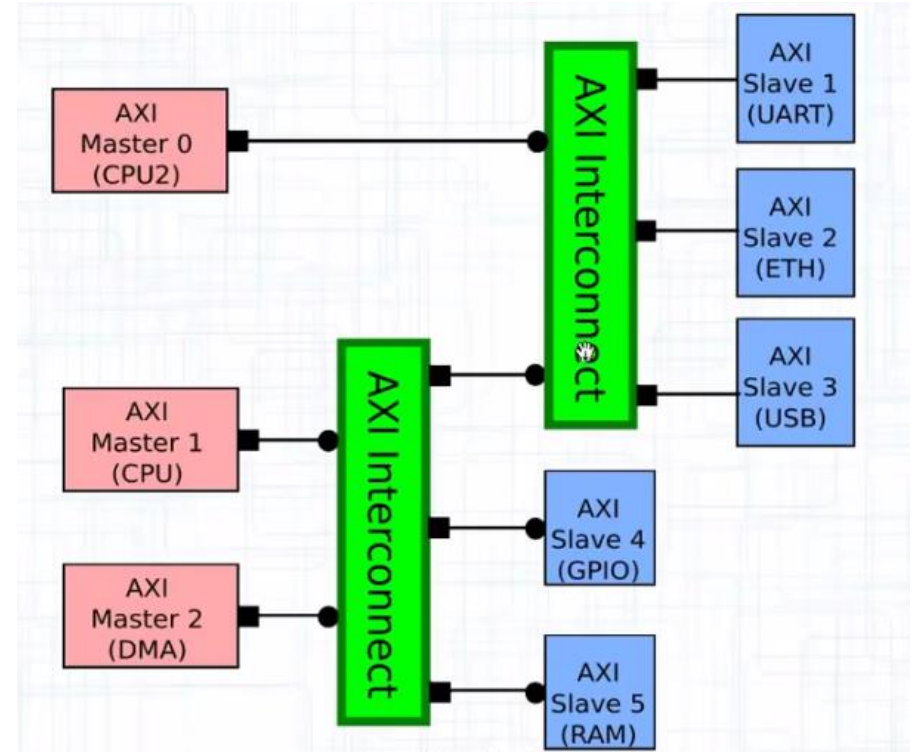 AXI
Master 0
(CPU2)
AXI Interconnect
AXI
Slave 1
(UART)
AXI
Slave 2
(ETH)
AXI
Slave 3
(USB)
AXI
Master 1
(CPU)
AXI
Master 2
(DMA)
AXI Interconnect
AXI
Slave 4
(GPIO)
AXI
Slave 5
(RAM)